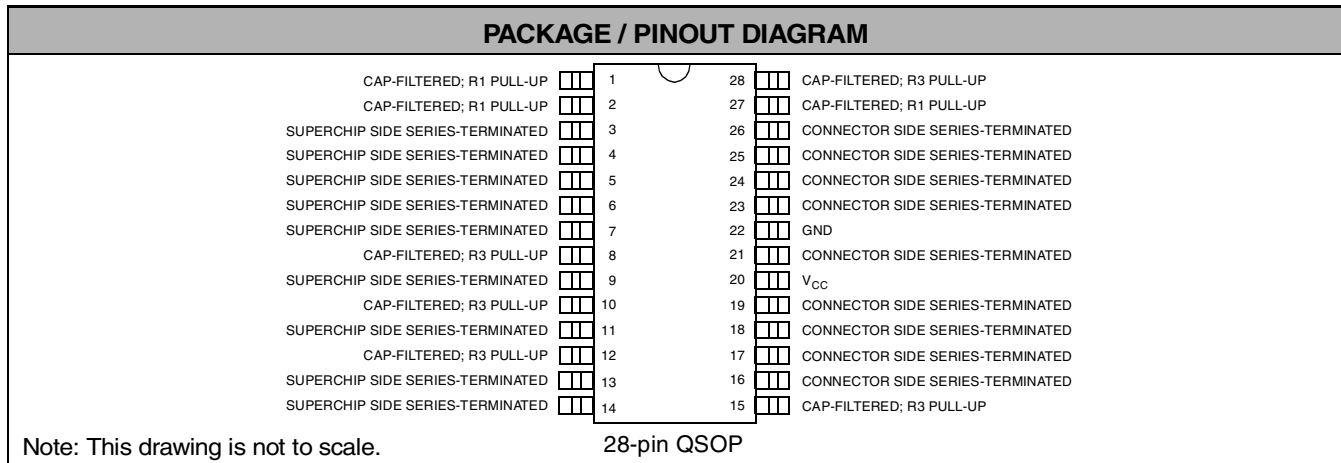 PACKAGE / PINOUT DIAGRAM
CAP-FILTERED; R1 PULL-UP 1 28 CAP-FILTERED; R3 PULL-UP
CAP-FILTERED; R1 PULL-UP 2 27 CAP-FILTERED; R1 PULL-UP
SUPERCHIP SIDE SERIES-TERMINATED 3 26 CONNECTOR SIDE SERIES-TERMINATED
SUPERCHIP SIDE SERIES-TERMINATED 4 25 CONNECTOR SIDE SERIES-TERMINATED
SUPERCHIP SIDE SERIES-TERMINATED 5 24 CONNECTOR SIDE SERIES-TERMINATED
SUPERCHIP SIDE SERIES-TERMINATED 6 23 CONNECTOR SIDE SERIES-TERMINATED
SUPERCHIP SIDE SERIES-TERMINATED 7 22 GND
CAP-FILTERED; R3 PULL-UP 8 21 CONNECTOR SIDE SERIES-TERMINATED
SUPERCHIP SIDE SERIES-TERMINATED 9 20 VCC
CAP-FILTERED; R3 PULL-UP 10 19 CONNECTOR SIDE SERIES-TERMINATED
SUPERCHIP SIDE SERIES-TERMINATED 11 18 CONNECTOR SIDE SERIES-TERMINATED
CAP-FILTERED; R3 PULL-UP 12 17 CONNECTOR SIDE SERIES-TERMINATED
SUPERCHIP SIDE SERIES-TERMINATED 13 16 CONNECTOR SIDE SERIES-TERMINATED
SUPERCHIP SIDE SERIES-TERMINATED 14 15 CAP-FILTERED; R3 PULL-UP
Note: This drawing is not to scale. 28-pin QSOP